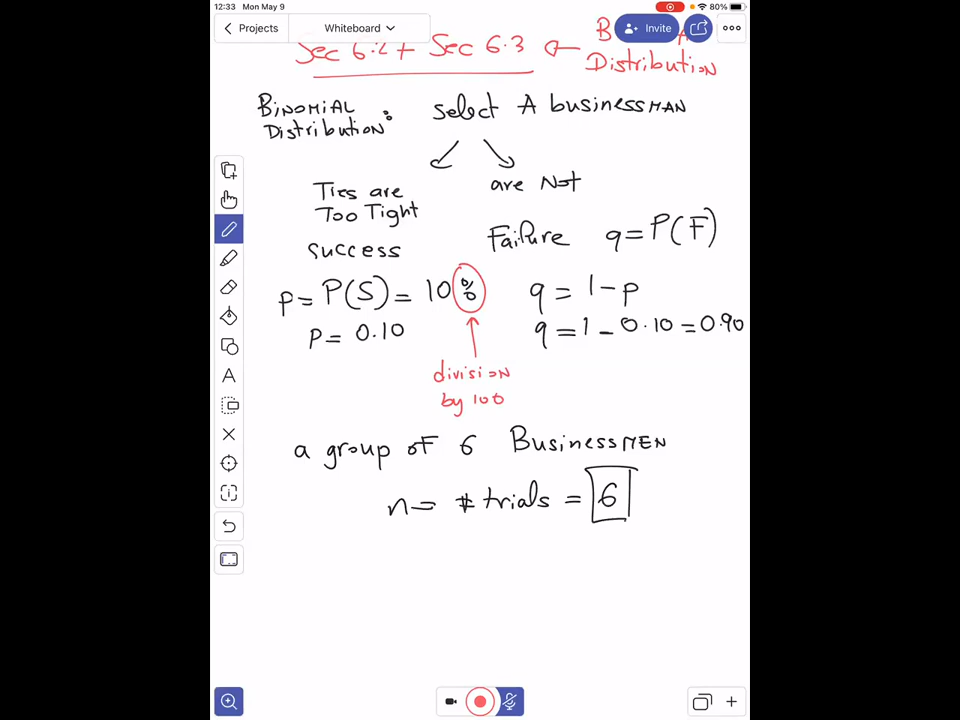 12:33 Mon May 9
80%
Projects
Whiteboard
Invite
Sec 6.2 + Sec 6.3
Distribution
Binomial
Distribution:
select A businessman
Ties are
Too Tight
are Not
success
Failure q = P(F)
p = P(S) = 10%
q = 1 - p
p = 0.10
q = 1 - 0.10 = 0.90
division
by 100
a group of 6 Businessmen
n = # trials = 6
A